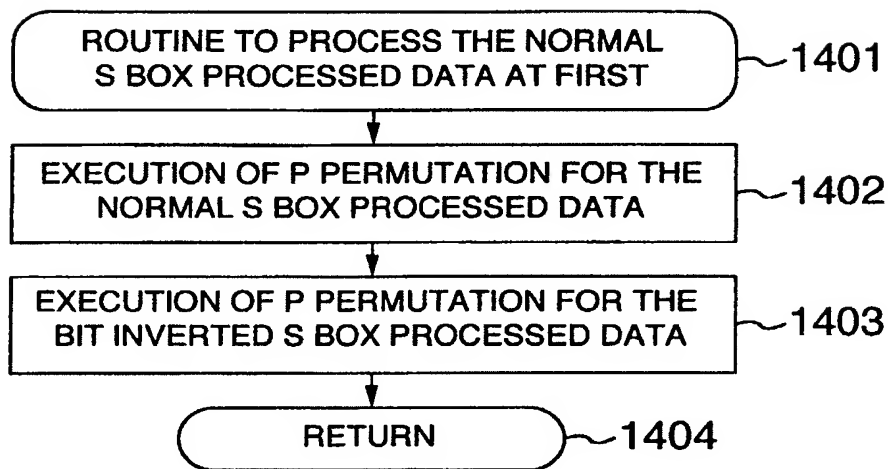 ROUTINE TO PROCESS THE NORMAL
S BOX PROCESSED DATA AT FIRST
1401
EXECUTION OF P PERMUTATION FOR THE
NORMAL S BOX PROCESSED DATA
1402
EXECUTION OF P PERMUTATION FOR THE
BIT INVERTED S BOX PROCESSED DATA
1403
RETURN
1404